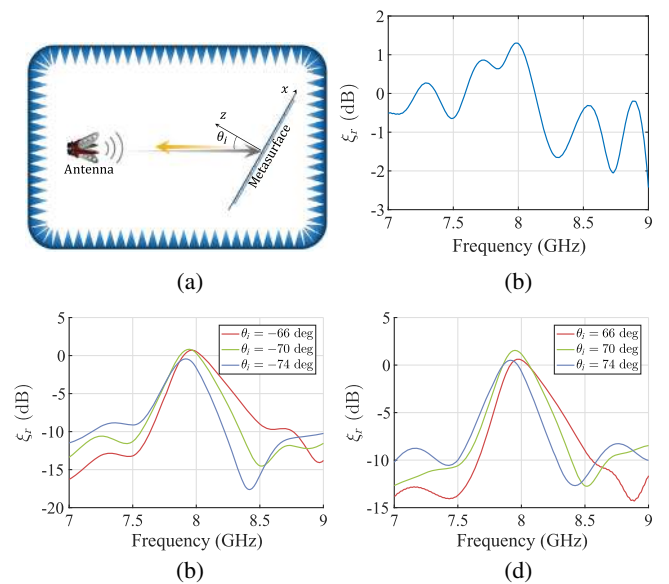 x
z
θi
Antenna
Metasurface
(a)
2
1
0
-1
-2
-3
ξr (dB)
7
7.5
8
8.5
9
Frequency (GHz)
(b)
5
0
-5
-10
-15
-20
ξr (dB)
θi = −66 deg
θi = −70 deg
θi = −74 deg
7
7.5
8
8.5
9
Frequency (GHz)
(b)
5
0
-5
-10
-15
ξr (dB)
θi = 66 deg
θi = 70 deg
θi = 74 deg
7
7.5
8
8.5
9
Frequency (GHz)
(d)